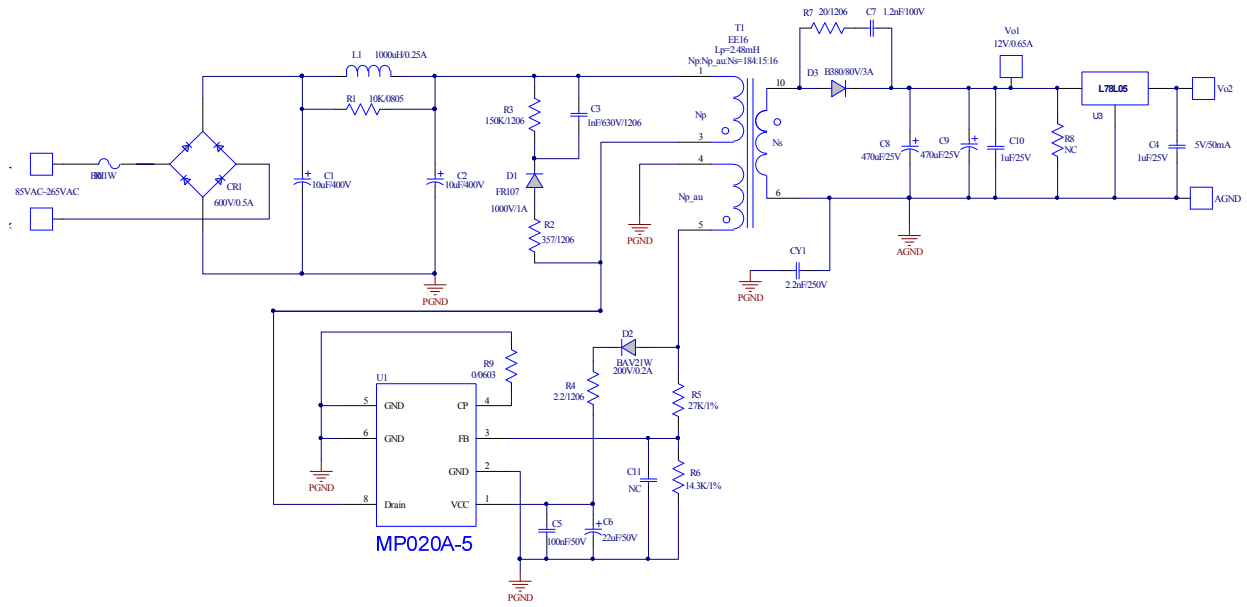 R7 20/1206
C7 1.2nF/100V
T1
EE16
Lp=2.48mH
Np:Np_au:Ns=184:15:16
Vo1
12V/0.65A
L1 1000uH/0.25A
D3 B380/80V/3A
1
10
L78L05
U3
Vo2
R1 10K/0805
R3
150K/1206
C3
1nF/630V/1206
Np
Ns
3
4
C8
470uF/25V
C9
470uF/25V
C10
1uF/25V
R8
NC
C4
1uF/25V
5V/50mA
85VAC~265VAC
CR1
600V/0.5A
C1
10uF/400V
C2
10uF/400V
D1
FR107
1000V/1A
Np_au
6
AGND
R2
357/1206
5
PGND
AGND
CY1
2.2nF/250V
PGND
PGND
D2
BAV21W
200V/0.2A
R9
0/0603
R4
2.2/1206
R5
27K/1%
U1
5 GND CP 4
6 GND FB 3
GND 2
8 Drain VCC 1
PGND
C11
NC
R6
14.3K/1%
C5
100nF/50V
C6
22uF/50V
MP020A-5
PGND